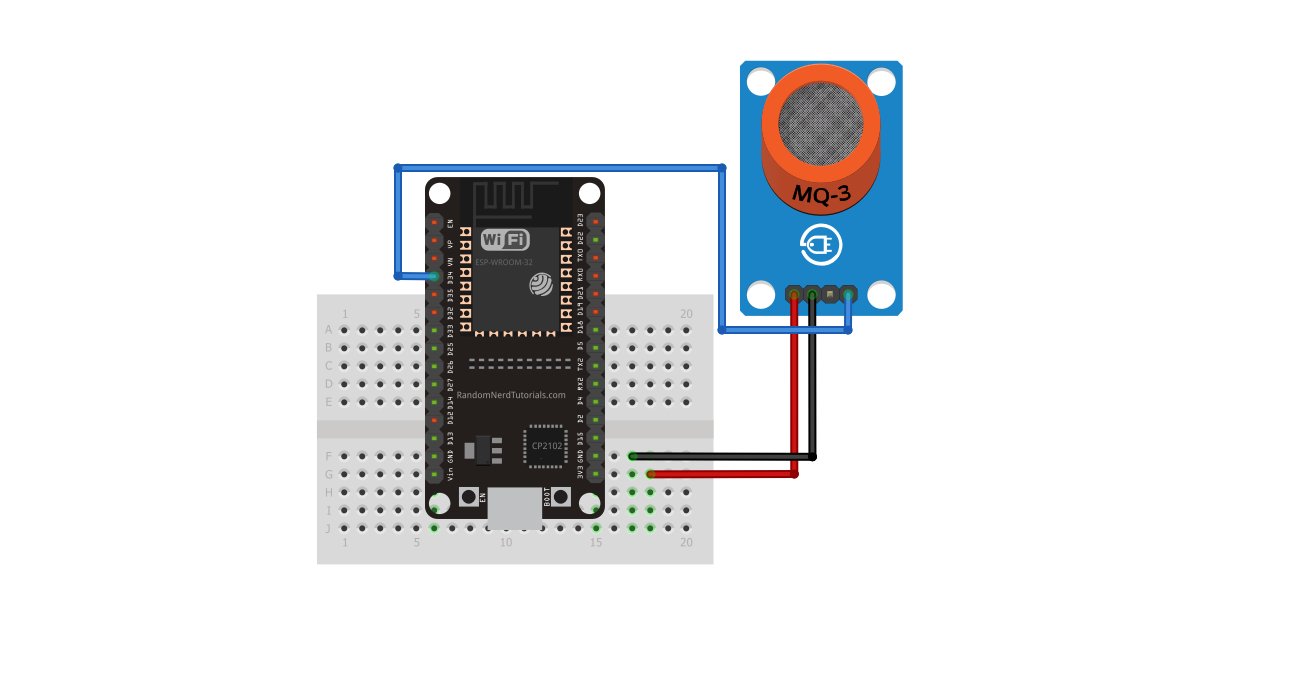 MQ-3
WiFi
ESP-WROOM-32
EN
VP
VN
D34
D35
D32
D33
D25
D26
D27
D14
D12
D13
GND
Vin
D23
D22
TX0
RX0
D21
D19
D18
D5
TX2
RX2
D4
D2
D15
GND
3V3
RandomNerdTutorials.com
CP2102
EN
BOOT
1 5 20
A
B
C
D
E
F
G
H
I
J
1 5 10 15 20